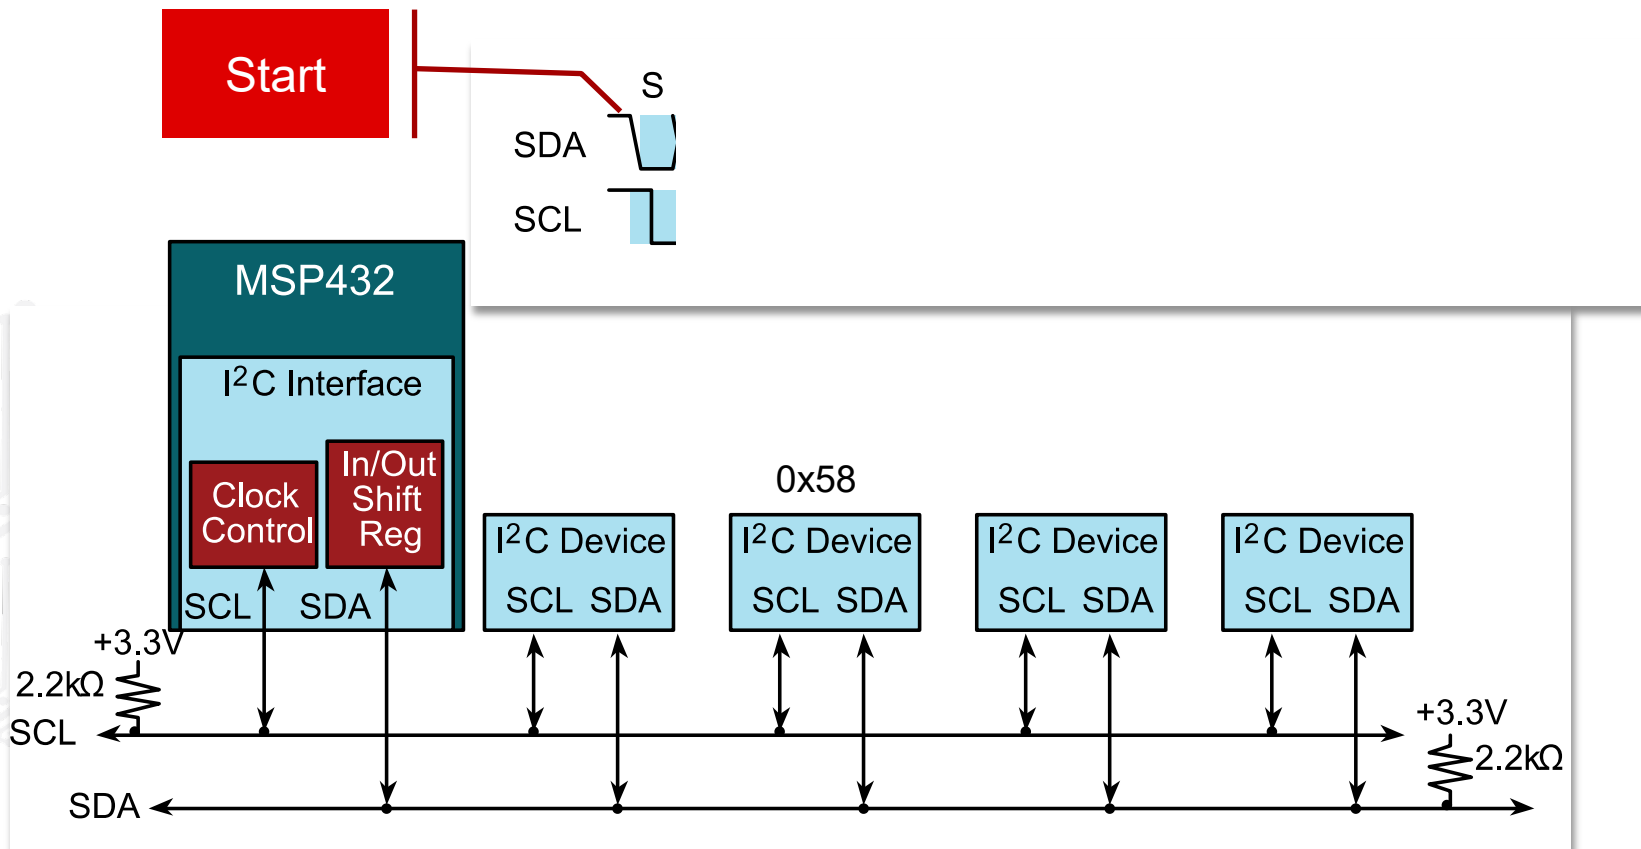 Start
S
SDA
SCL
MSP432
I²C Interface
Clock
Control
In/Out
Shift
Reg
SCL SDA
0x58
I²C Device
SCL SDA
I²C Device
SCL SDA
I²C Device
SCL SDA
I²C Device
SCL SDA
+3.3V
2.2kΩ
SCL
+3.3V
2.2kΩ
SDA